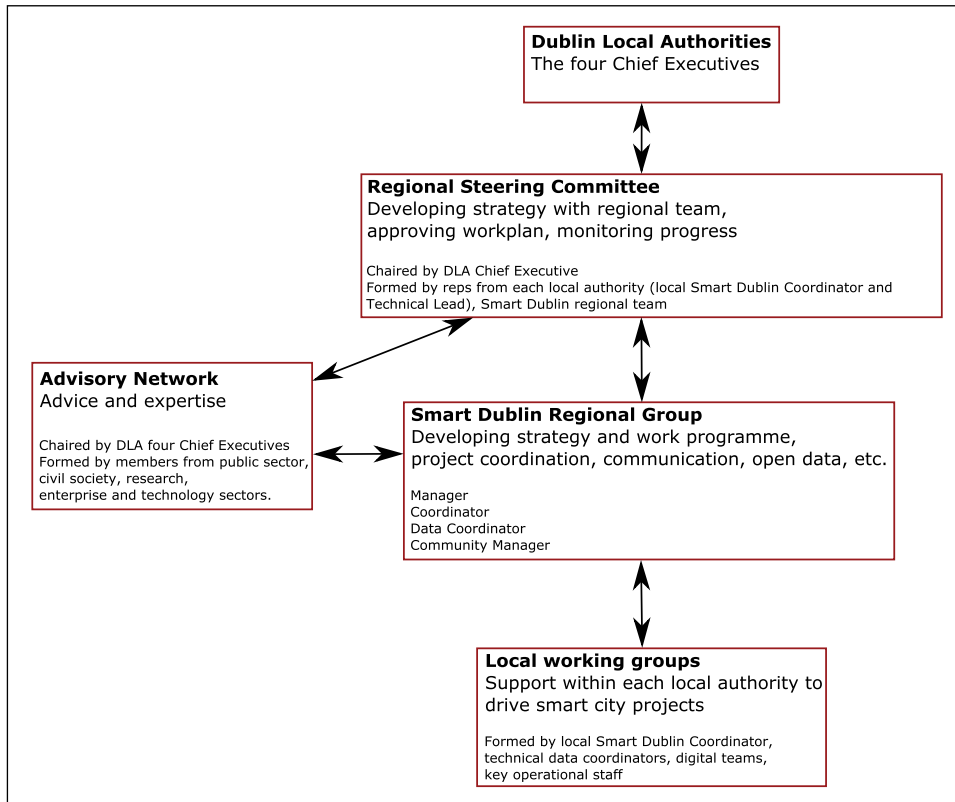 Dublin Local Authorities
The four Chief Executives
Regional Steering Committee
Developing strategy with regional team,
approving workplan, monitoring progress
Chaired by DLA Chief Executive
Formed by reps from each local authority (local Smart Dublin Coordinator and
Technical Lead), Smart Dublin regional team
Advisory Network
Advice and expertise
Chaired by DLA four Chief Executives
Formed by members from public sector,
civil society, research,
enterprise and technology sectors.
Smart Dublin Regional Group
Developing strategy and work programme,
project coordination, communication, open data, etc.
Manager
Coordinator
Data Coordinator
Community Manager
Local working groups
Support within each local authority to
drive smart city projects
Formed by local Smart Dublin Coordinator,
technical data coordinators, digital teams,
key operational staff